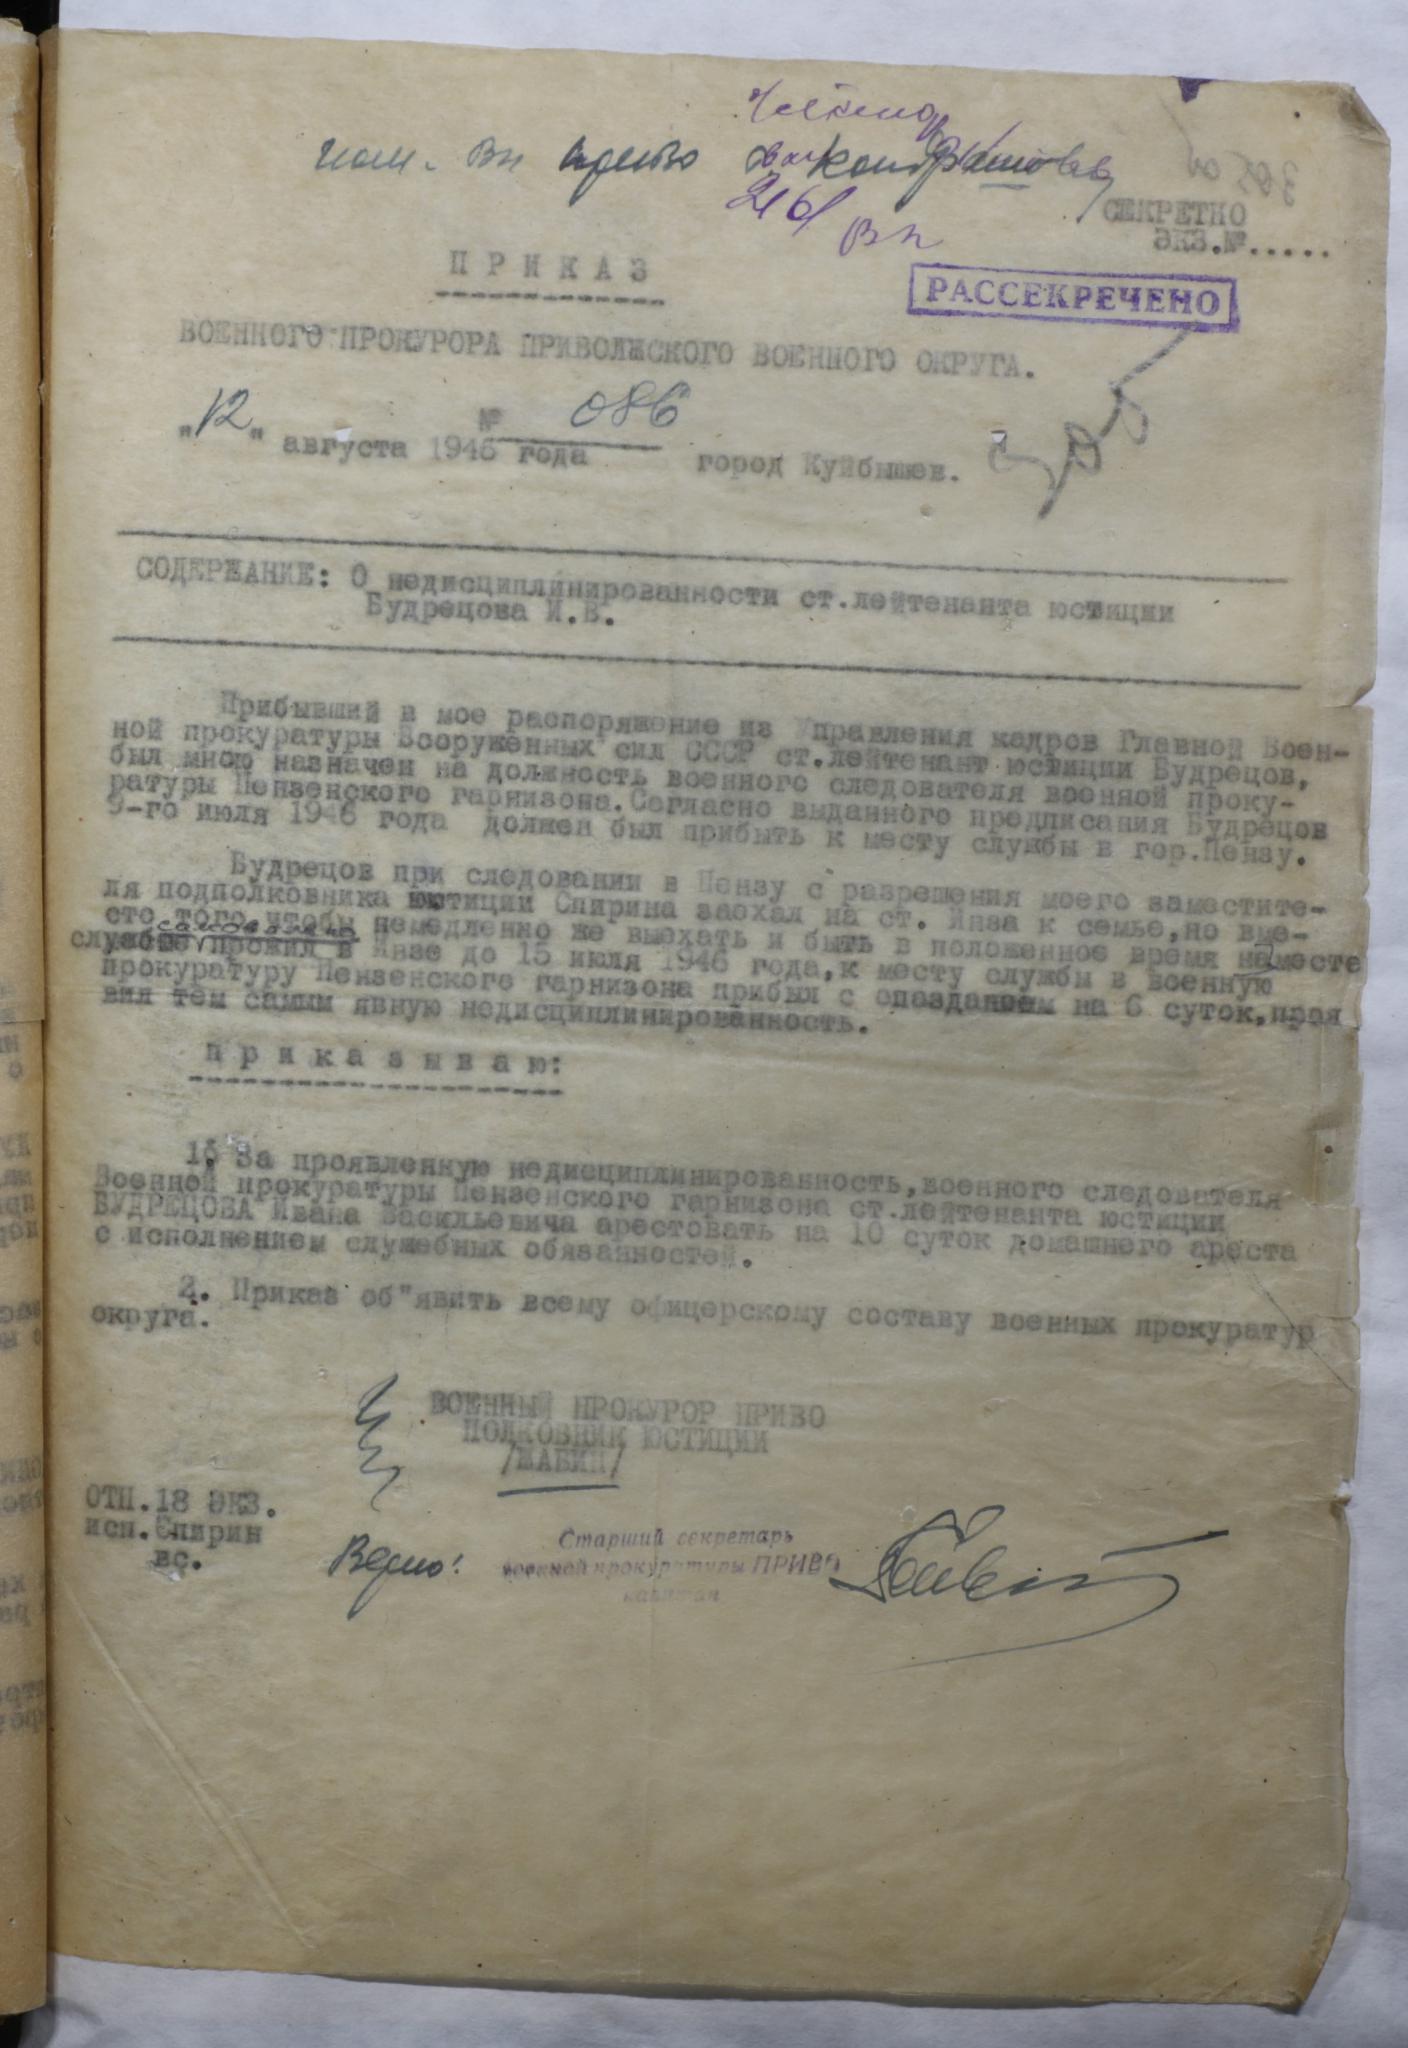 СЕКРЕТНО
ЭКЗ.№.....
П Р И К А З
РАССЕКРЕЧЕНО
ВОЕННОГО ПРОКУРОРА ПРИВОЛЖСКОГО ВОЕННОГО ОКРУГА.
"12" августа 1946 года № 086 город Куйбышев.
СОДЕРЖАНИЕ: О недисциплинированности ст.лейтенанта юстиции
Будрецова И.В.
Прибывший в мое распоряжение из Управления кадров Главной Воен-
ной прокуратуры Вооруженных сил СССР ст.лейтенант юстиции Будрецов,
был мною назначен на должность военного следователя военной проку-
ратуры Пензенского гарнизона.Согласно выданного предписания Будрецов
9-го июля 1946 года должен был прибыть к месту службы в гор.Пензу.
Будрецов при следовании в Пензу с разрешения моего заместите-
ля подполковника юстиции Спирина заехал на ст. Инза к семье,но вме-
сто того чтобы немедленно же выехать и быть в положенное время на месте
службы, самовольно прожил в Инзе до 15 июля 1946 года,к месту службы в военную
прокуратуру Пензенского гарнизона прибыл с опозданием на 6 суток,проя
вив тем самым явную недисциплинированность.
п р и к а з ы в а ю:
1. За проявленную недисциплинированность,военного следователя
Военной прокуратуры Пензенского гарнизона ст.лейтенанта юстиции
БУДРЕЦОВА Ивана Васильевича арестовать на 10 суток домашнего ареста
с исполнением служебных обязанностей.
2. Приказ об"явить всему офицерскому составу военных прокуратур
округа.
ВОЕННЫЙ ПРОКУРОР ПРИВО
ПОЛКОВНИК ЮСТИЦИИ
/ШАБИН/
ОТП.18 ЭКЗ.
исп.Спирин
вс.
Верно:
Старший секретарь
военной прокуратуры ПРИВО
капитан